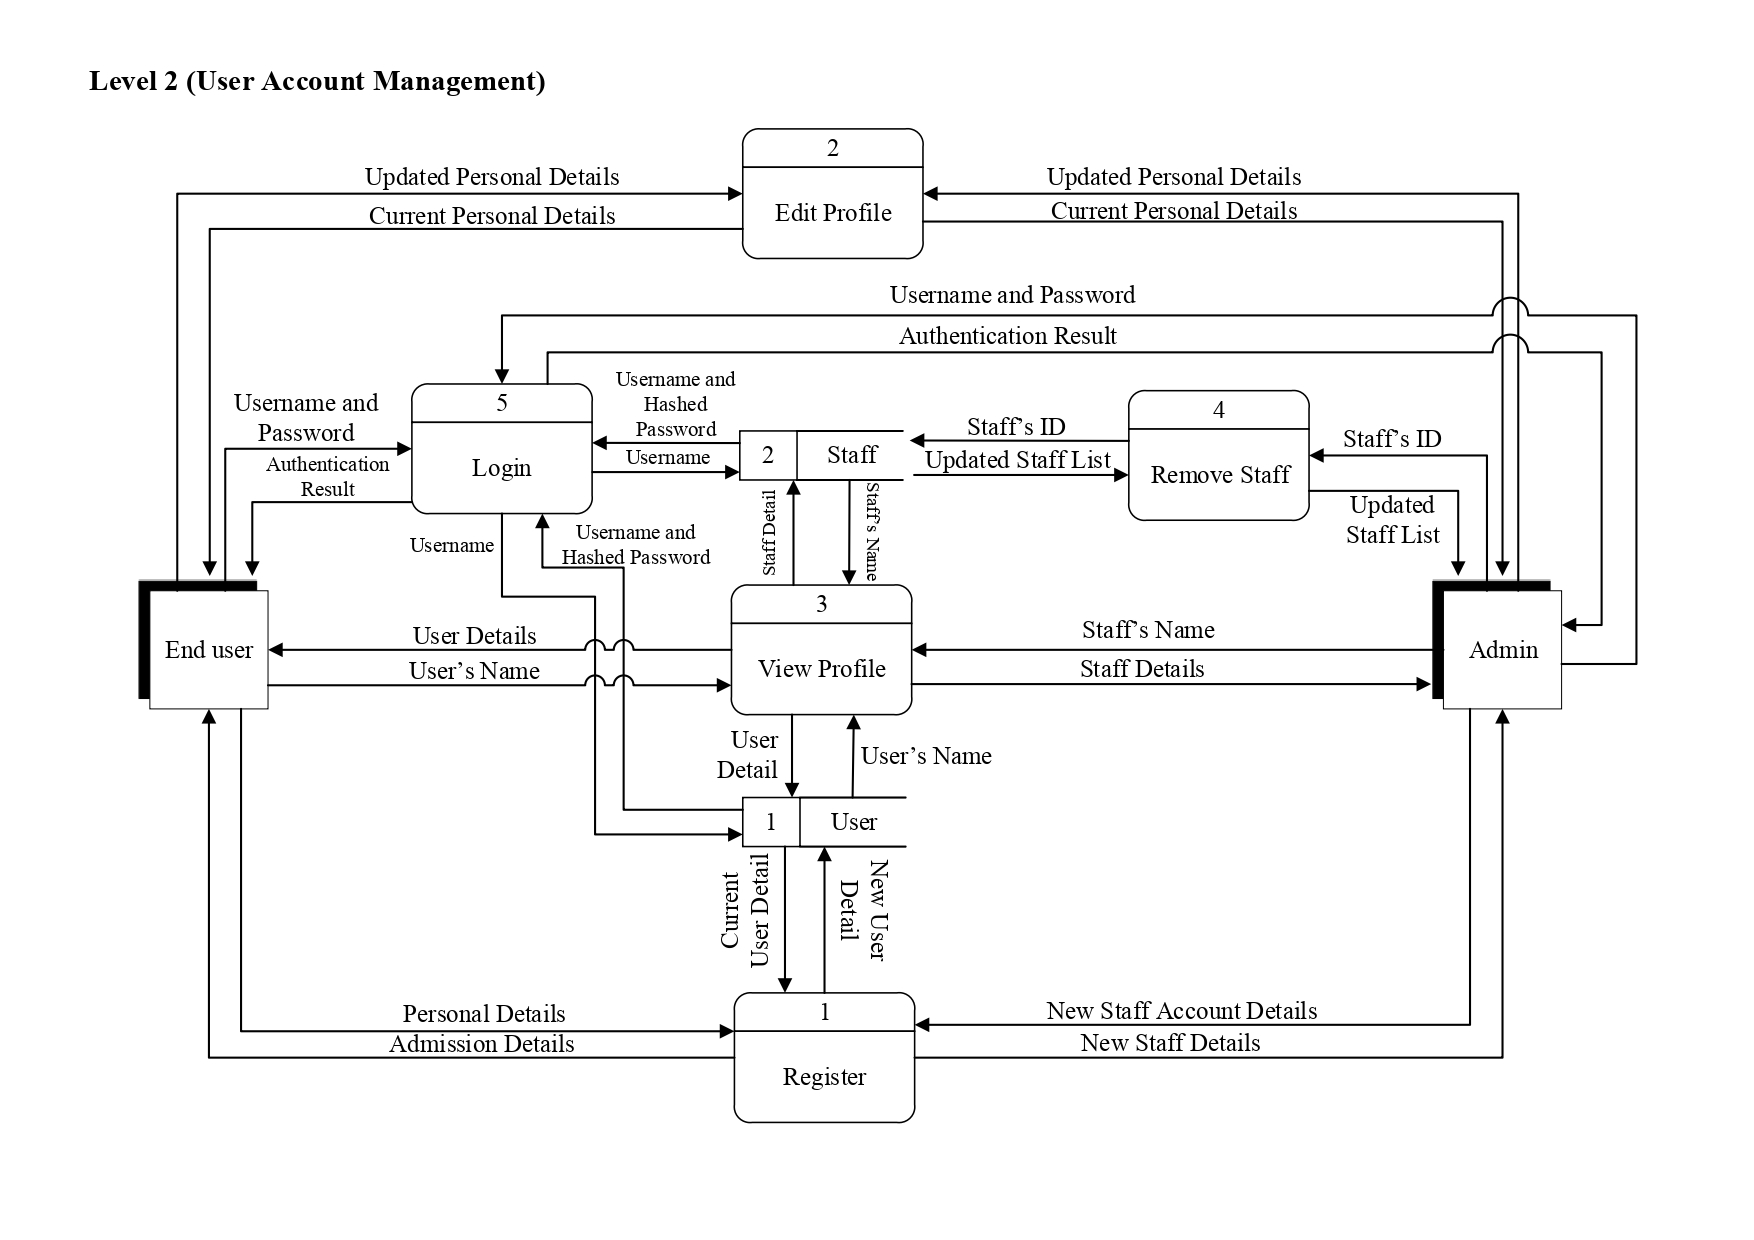 Level 2 (User Account Management)
2
Updated Personal Details
Updated Personal Details
Edit Profile
Current Personal Details
Current Personal Details
Username and Password
Authentication Result
Username and
Hashed
Password
5
Login
Username and
Password
Authentication
Result
Username
2
Staff
Staff's ID
Updated Staff List
4
Remove Staff
Staff's ID
Updated
Staff List
Username
Username and
Hashed Password
Staff Detail
Staff's Name
3
View Profile
End user
User Details
User's Name
Staff's Name
Staff Details
Admin
User
Detail
User's Name
1
User
Current
User Detail
New User
Detail
1
Register
Personal Details
Admission Details
New Staff Account Details
New Staff Details